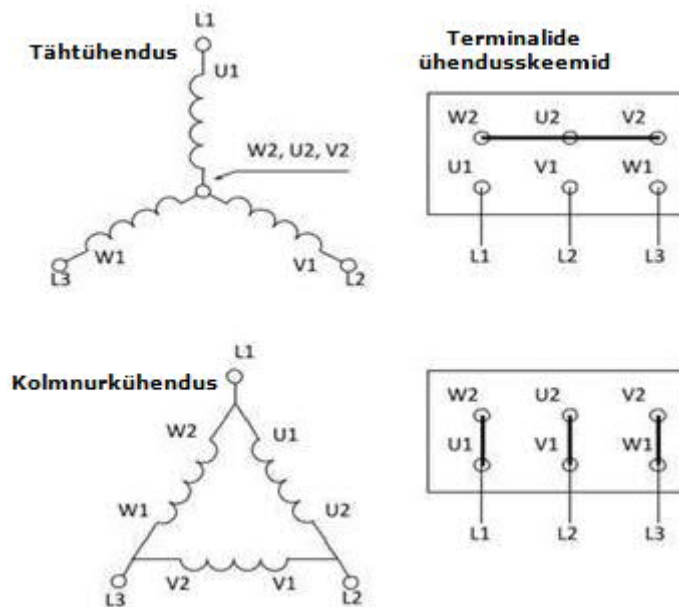 L1
Tähtühendus
U1
W2, U2, V2
W1
V1
L3
L2
Terminalide
ühendusskeemid
W2 U2 V2
U1 V1 W1
L1 L2 L3
Kolmnurkühendus
L1
W2 U1
W1 U2
V2 V1
L3 L2
W2 U2 V2
U1 V1 W1
L1 L2 L3